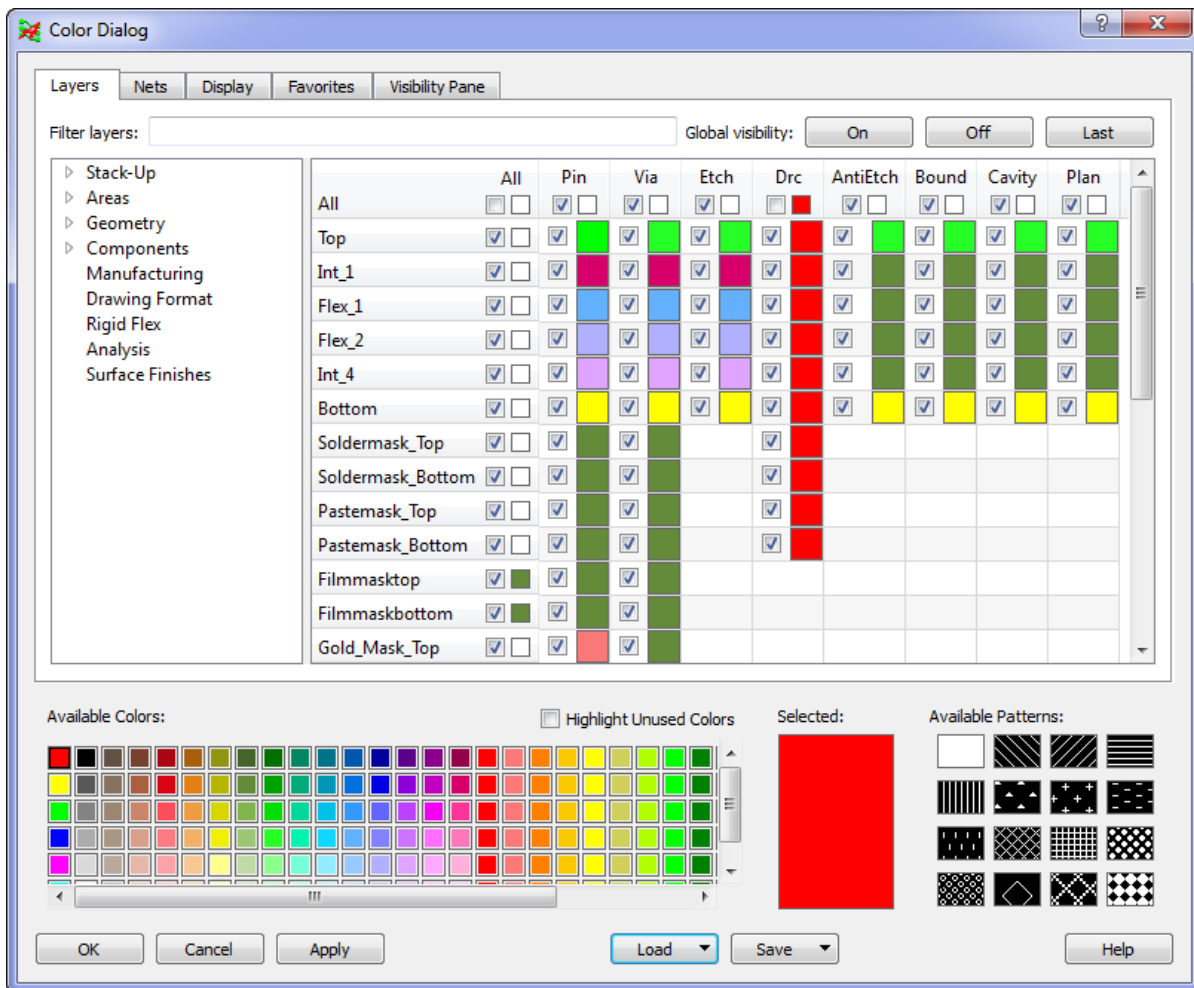 Color Dialog
Layers Nets Display Favorites Visibility Pane
Filter layers: Global visibility: On Off Last
Stack-Up
Areas
Geometry
Components
Manufacturing
Drawing Format
Rigid Flex
Analysis
Surface Finishes
All Pin Via Etch Drc AntiEtch Bound Cavity Plan
All
Top
Int_1
Flex_1
Flex_2
Int_4
Bottom
Soldermask_Top
Soldermask_Bottom
Pastemask_Top
Pastemask_Bottom
Filmmasktop
Filmmaskbottom
Gold_Mask_Top
Available Colors: Highlight Unused Colors Selected: Available Patterns:
OK Cancel Apply Load Save Help